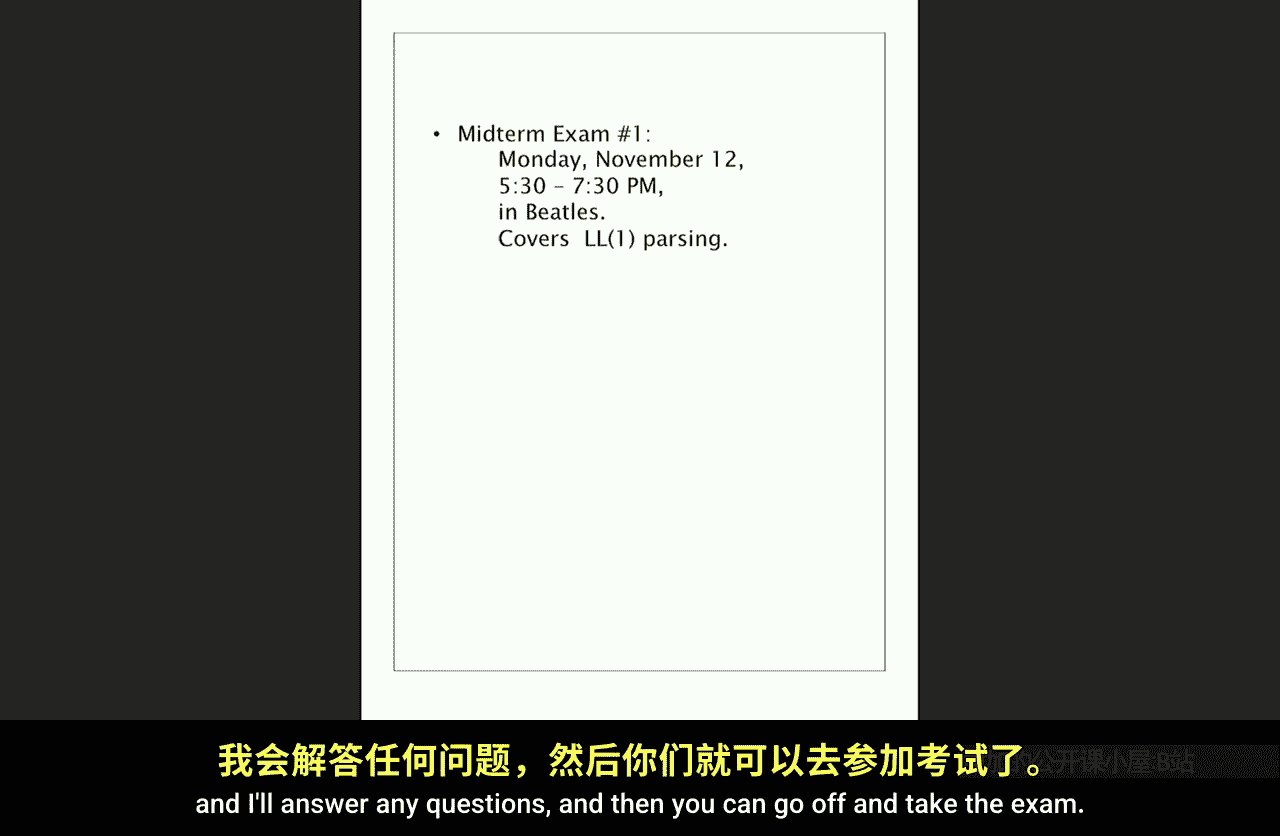 • Midterm Exam #1:
Monday, November 12,
5:30 – 7:30 PM,
in Beatles.
Covers LL(1) parsing.
我会解答任何问题，然后你们就可以去参加考试了。
公开课小屋:B站
and I'll answer any questions, and then you can go off and take the exam.